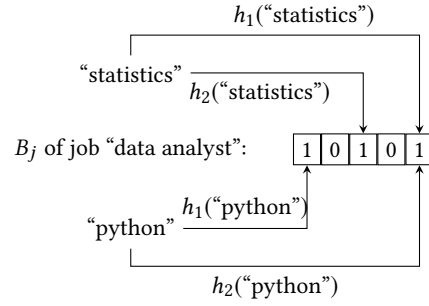 h₁(“statistics”)
“statistics”
h₂(“statistics”)
Bⱼ of job “data analyst”: 1 0 1 0 1
h₁(“python”)
“python”
h₂(“python”)